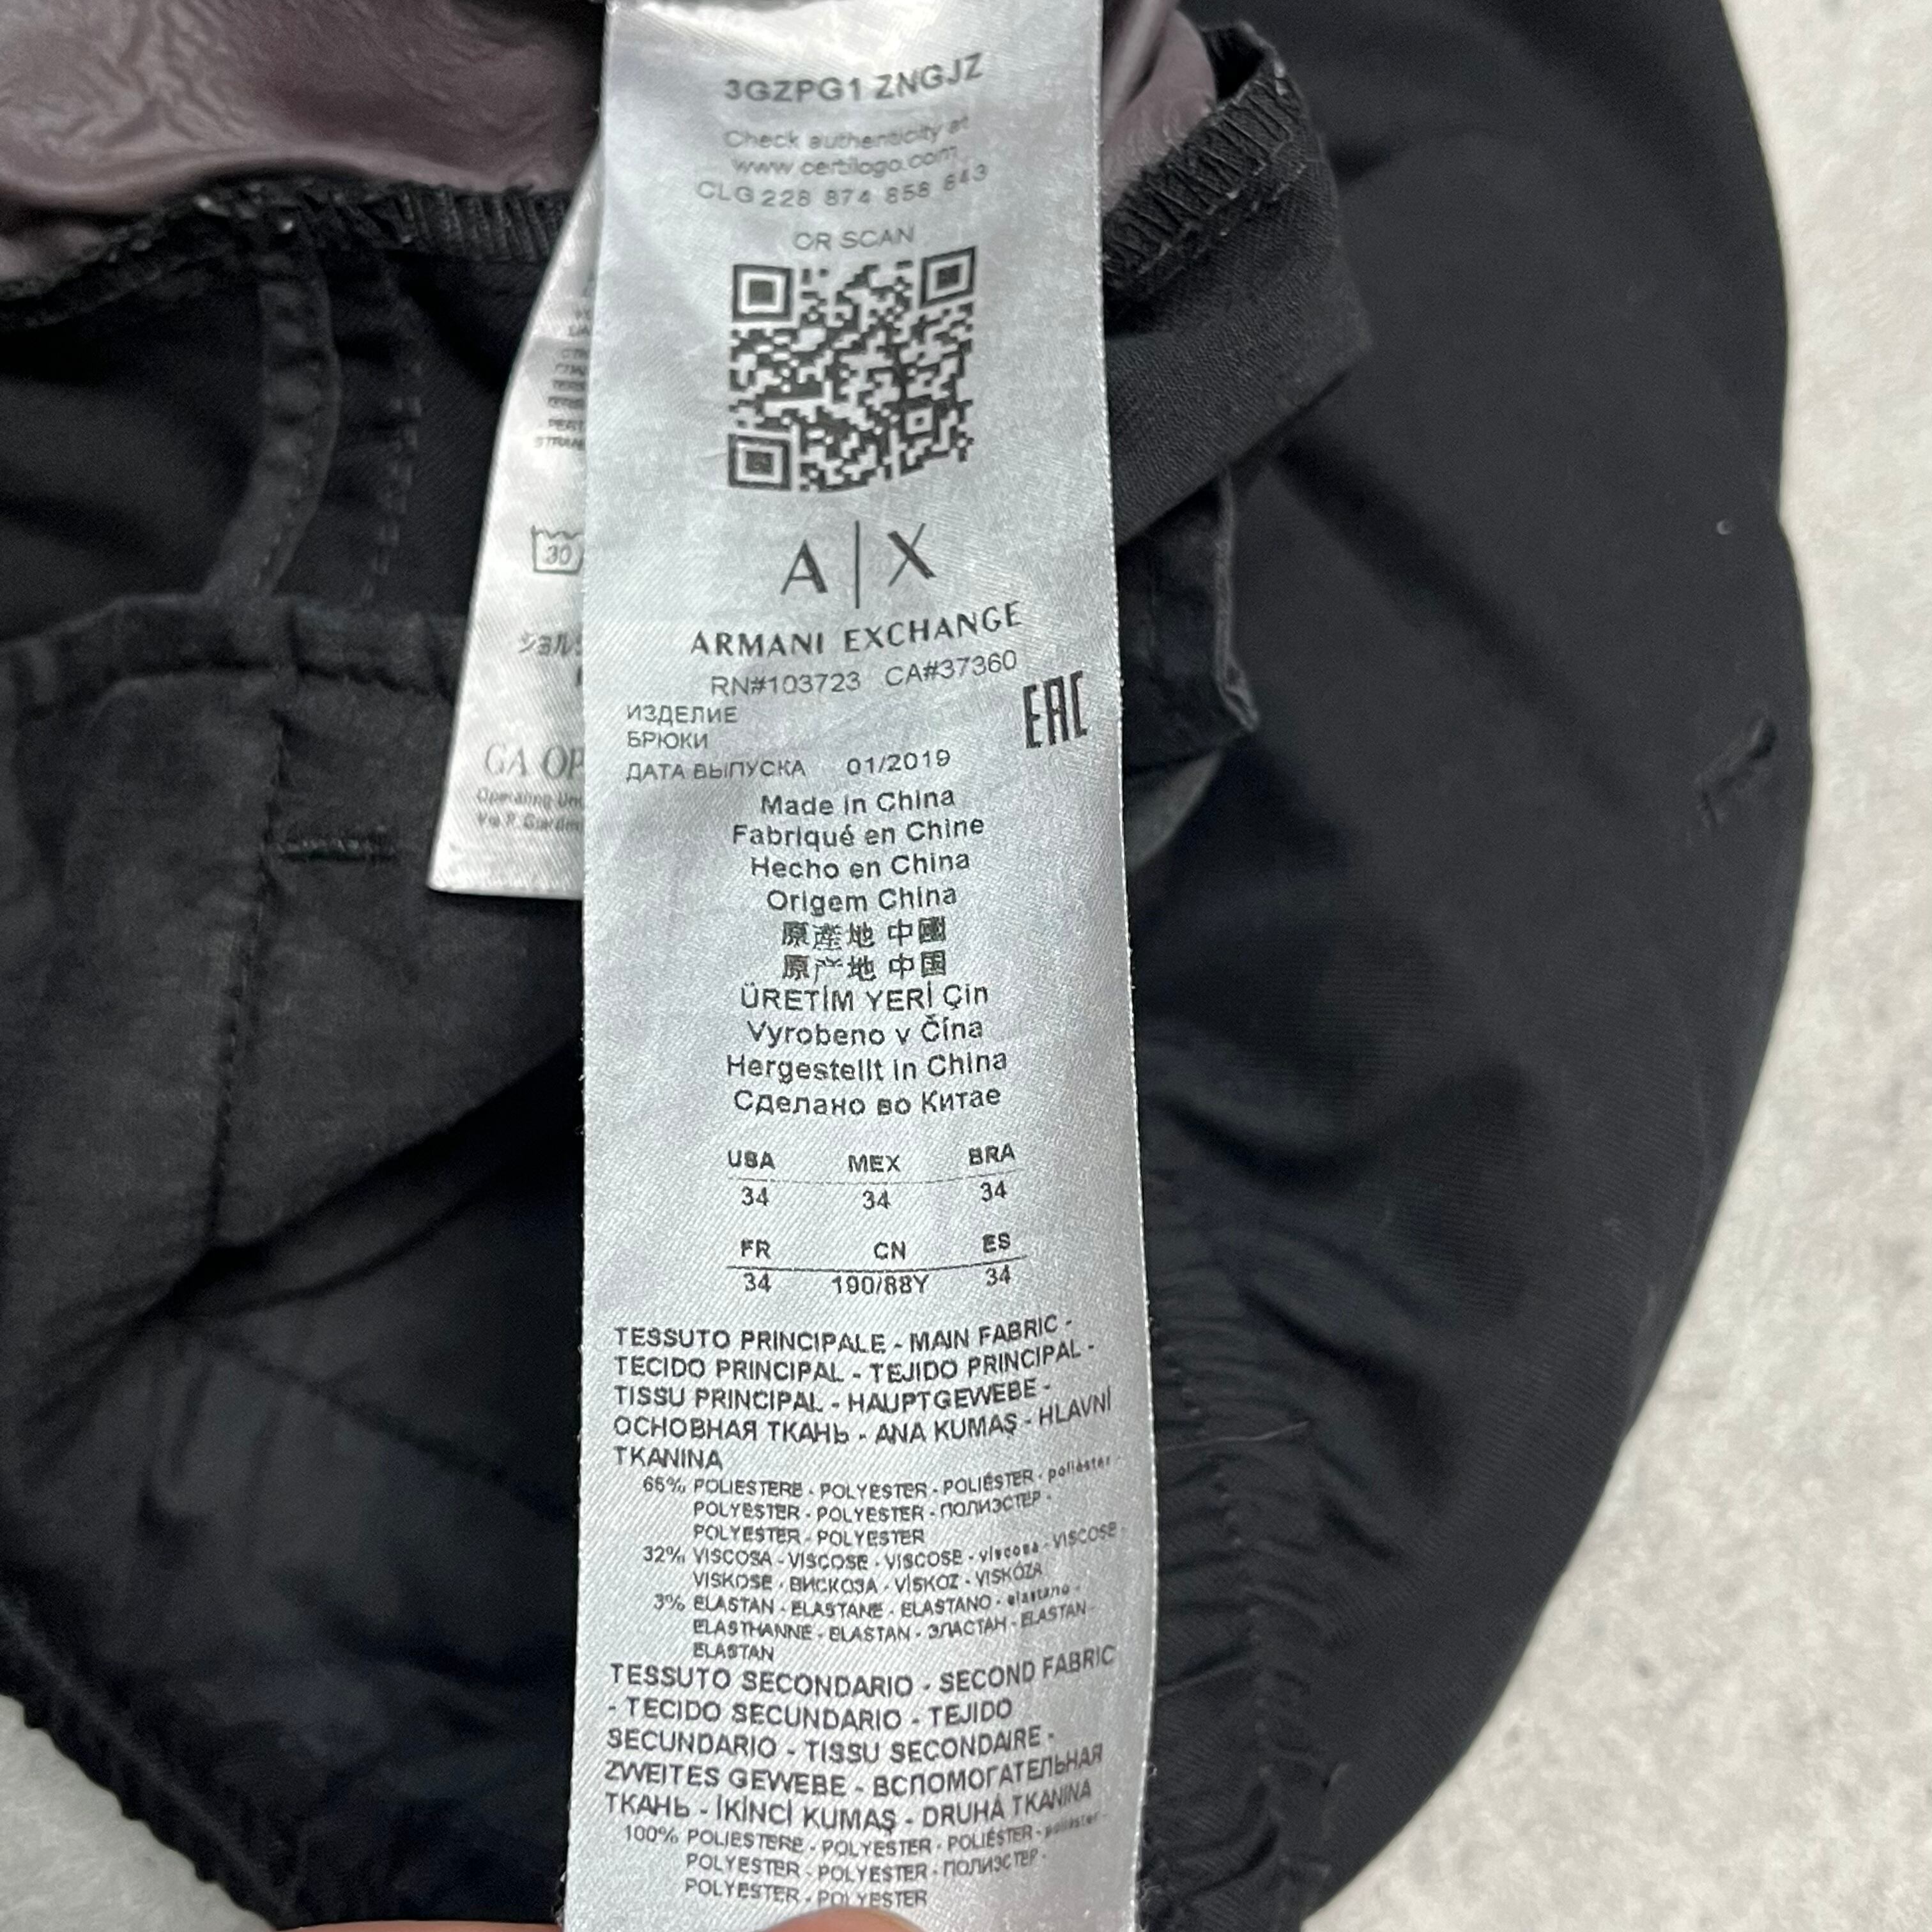 3GZPG1 ZNGJZ
Check authenticity at
www certilogo.com
CLG 228 874 858 643
OR SCAN
A|X
ARMANI EXCHANGE
RN#103723 CA#37360
ИЗДЕЛИЕ
БРЮКИ
EAC
ДАТА ВЫПУСКА 01/2019
Made in China
Fabriqué en Chine
Hecho en China
Origem China
原產地 中國
原产地 中国
ÜRETİM YERİ Çin
Vyrobeno v Čína
Hergestellt in China
Сделано во Китае
USA MEX BRA
34 34 34
FR CN ES
34 190/88Y 34
TESSUTO PRINCIPALE - MAIN FABRIC -
TECIDO PRINCIPAL - TEJIDO PRINCIPAL -
TISSU PRINCIPAL - HAUPTGEWEBE -
ОСНОВНАЯ ТКАНЬ - ANA KUMAŞ - HLAVNÍ
TKANINA
66% POLIESTERE - POLYESTER - POLIÉSTER - poliéster -
POLYESTER - POLYESTER - ПОЛИЭСТЕР -
POLYESTER - POLYESTER
32% VISCOSA - VISCOSE - VISCOSE - viscosa - VISCOSE -
VISKOSE - ВИСКОЗА - VİSKOZ - VISKÓZA
3% ELASTAN - ELASTANE - ELASTANO - elastano -
ELASTHANNE - ELASTAN - ЭЛАСТАН - ELASTAN -
ELASTAN
TESSUTO SECONDARIO - SECOND FABRIC
- TECIDO SECUNDARIO - TEJIDO
SECUNDARIO - TISSU SECONDAIRE -
ZWEITES GEWEBE - ВСПОМОГАТЕЛЬНАЯ
ТКАНЬ - İKİNCİ KUMAŞ - DRUHÁ TKANINA
100% POLIESTERE - POLYESTER - POLIÉSTER - poliéster -
POLYESTER - POLYESTER - ПОЛИЭСТЕР -
POLYESTER - POLYESTER
30
GA OP